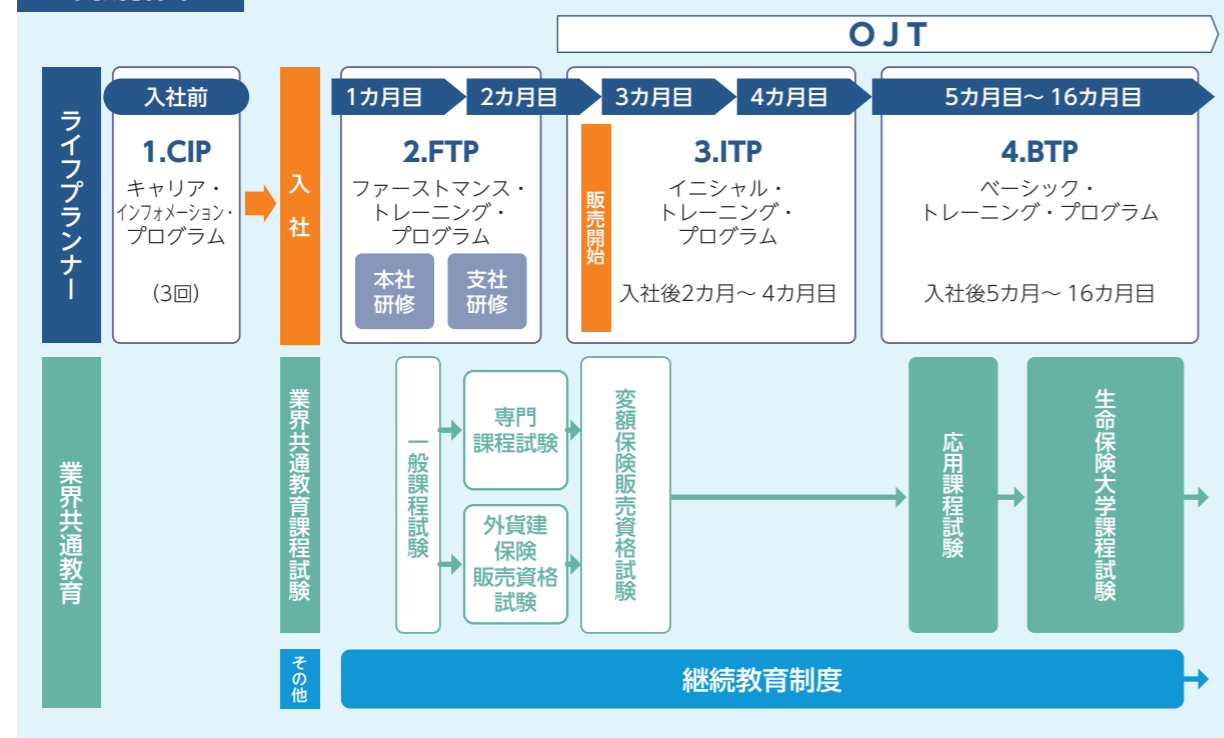 OJT
ライフプランナー
入社前
1.CIP
キャリア・
インフォメーション・
プログラム
(3回)
入社
1カ月目
2カ月目
3カ月目
4カ月目
5カ月目〜16カ月目
2.FTP
ファーストマンス・
トレーニング・
プログラム
本社
研修
支社
研修
販売開始
3.ITP
イニシャル・
トレーニング・
プログラム
入社後2カ月〜4カ月目
4.BTP
ベーシック・
トレーニング・プログラム
入社後5カ月〜16カ月目
業界共通教育
業界共通教育課程試験
一般課程試験
専門
課程試験
外貨建
保険
販売資格
試験
変額保険販売資格試験
応用課程試験
生命保険大学課程試験
その他
継続教育制度